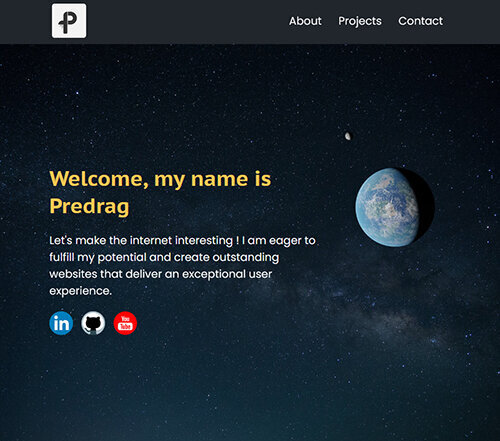 P
About Projects Contact
Welcome, my name is
Predrag
Let's make the internet interesting ! I am eager to
fulfill my potential and create outstanding
websites that deliver an exceptional user
experience.
in You Tube